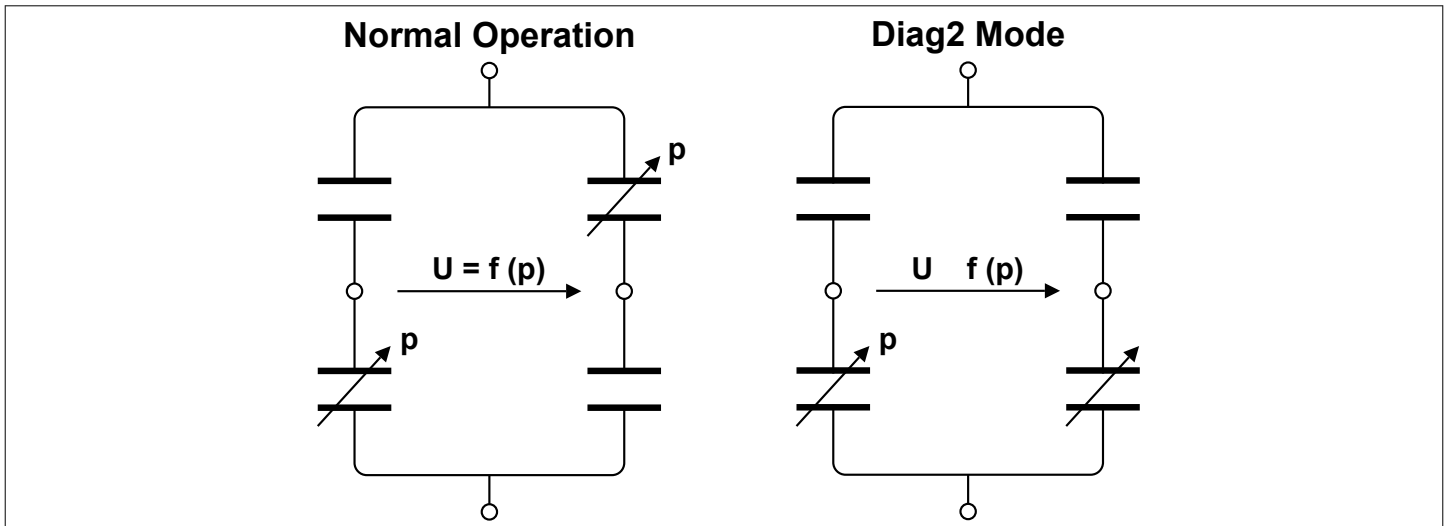 Normal Operation
Diag2 Mode
p
U = f (p)
U f (p)
p
p